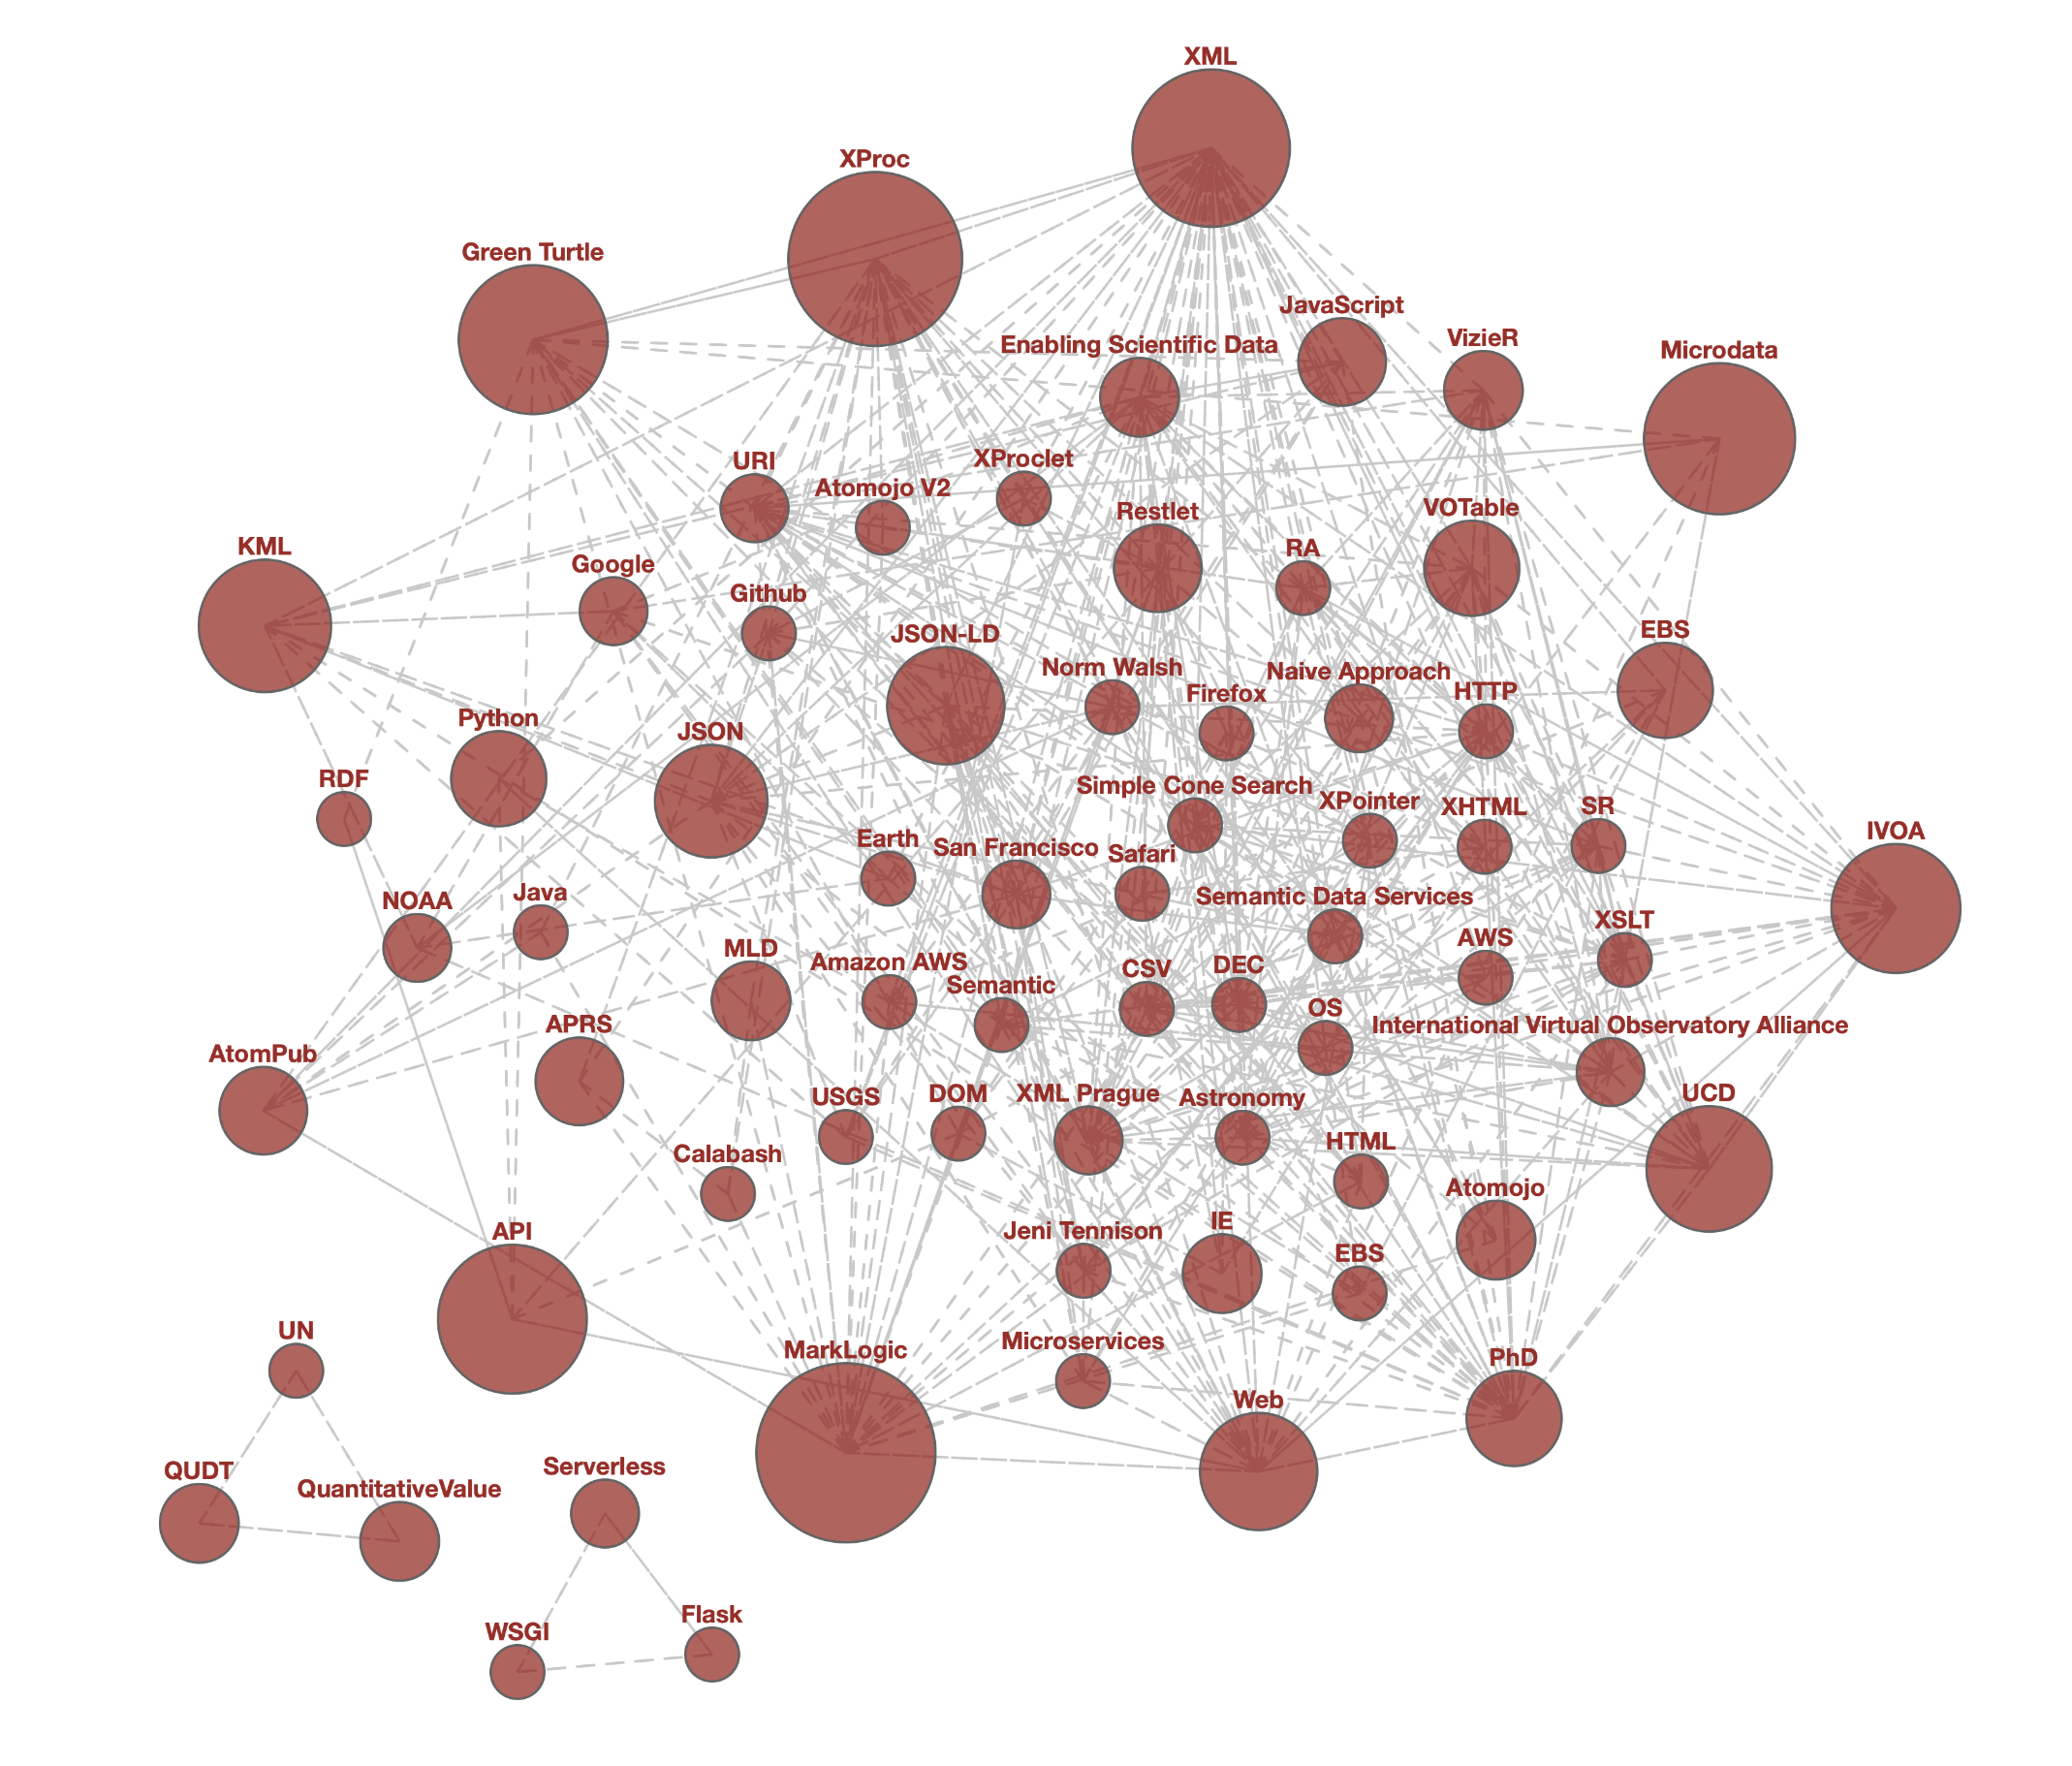 XML
XProc
Green Turtle
JavaScript
Enabling Scientific Data
VizieR
Microdata
URI
XProclet
Atomojo V2
Restlet
VOTable
KML
RA
Google
Github
JSON-LD
EBS
Norm Walsh
Naive Approach
Firefox
HTTP
Python
JSON
RDF
Simple Cone Search
XPointer
XHTML
SR
IVOA
Earth
San Francisco
Safari
NOAA
Java
Semantic Data Services
XSLT
MLD
Amazon AWS
AWS
CSV
DEC
Semantic
OS
APRS
International Virtual Observatory Alliance
AtomPub
USGS
DOM
XML Prague
Astronomy
UCD
Calabash
HTML
Atomojo
API
Jeni Tennison
IE
EBS
UN
MarkLogic
Microservices
PhD
Web
QUDT
QuantitativeValue
Serverless
WSGI
Flask